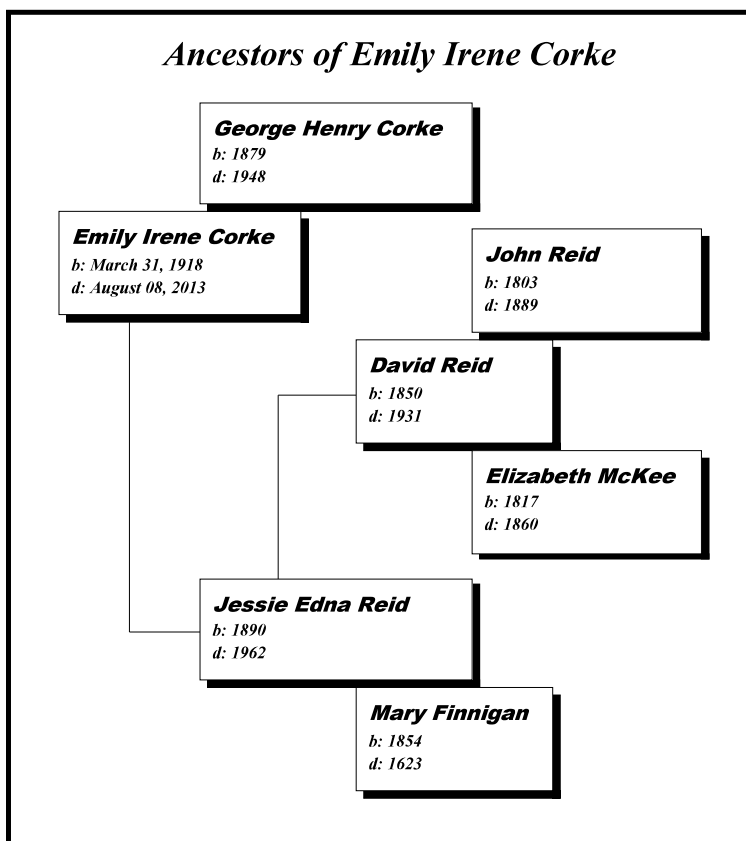 Ancestors of Emily Irene Corke
George Henry Corke
b: 1879
d: 1948
Emily Irene Corke
b: March 31, 1918
d: August 08, 2013
John Reid
b: 1803
d: 1889
David Reid
b: 1850
d: 1931
Elizabeth McKee
b: 1817
d: 1860
Jessie Edna Reid
b: 1890
d: 1962
Mary Finnigan
b: 1854
d: 1623